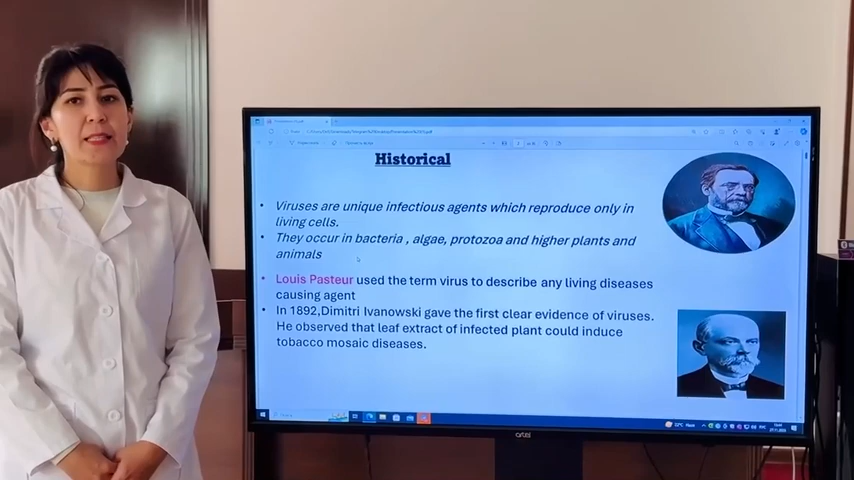 Historical
• Viruses are unique infectious agents which reproduce only in
living cells.
• They occur in bacteria , algae, protozoa and higher plants and
animals
• Louis Pasteur used the term virus to describe any living diseases
causing agent
• In 1892,Dimitri Ivanowski gave the first clear evidence of viruses.
He observed that leaf extract of infected plant could induce
tobacco mosaic diseases.
artel